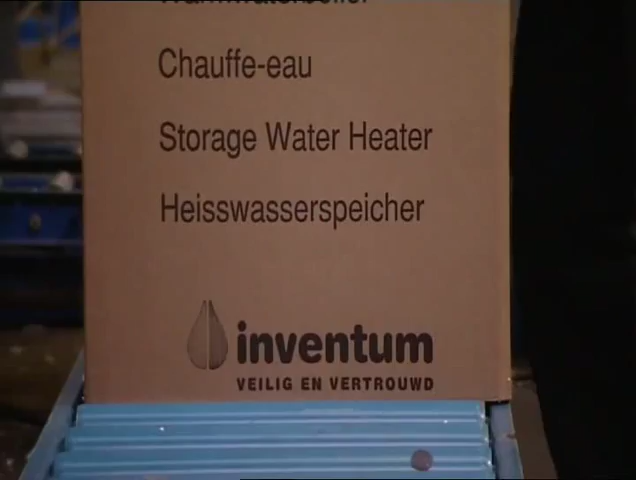 Chauffe-eau
Storage Water Heater
Heisswasserspeicher
inventum
VEILIG EN VERTROUWD